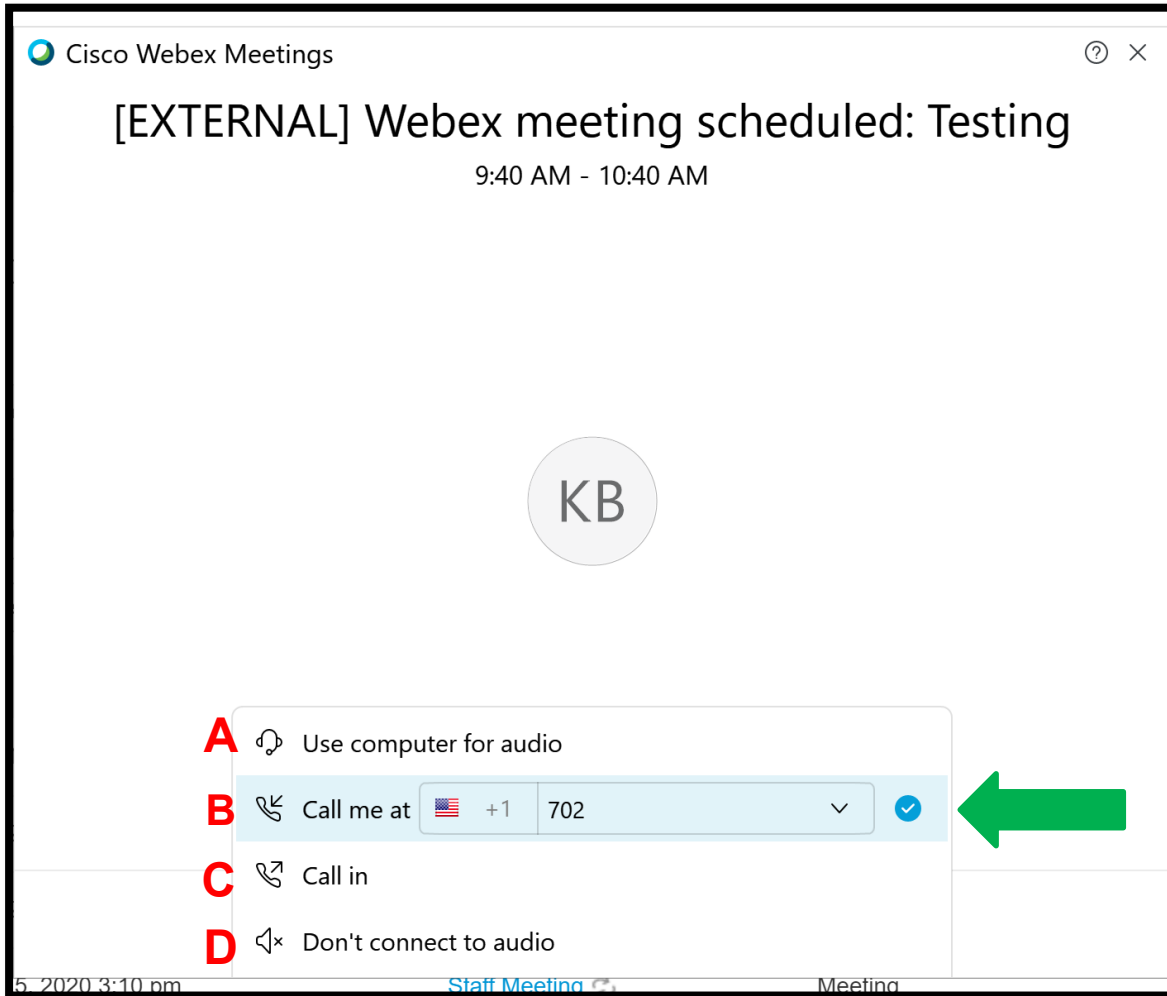 Cisco Webex Meetings
[EXTERNAL] Webex meeting scheduled: Testing
9:40 AM - 10:40 AM
KB
A Use computer for audio
B Call me at +1 702
C Call in
D Don't connect to audio
5, 2020 3:10 pm Staff Meeting Meeting